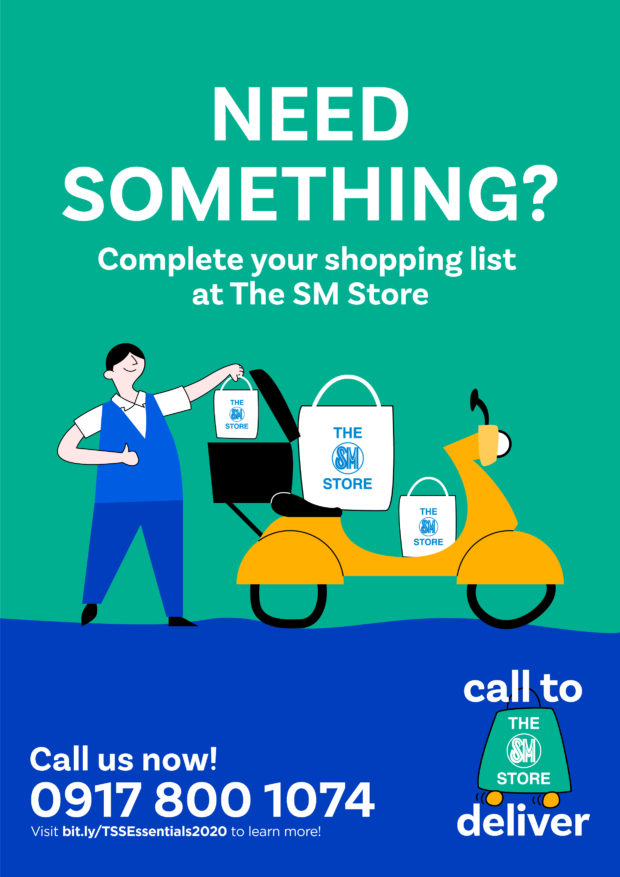 NEED
SOMETHING?
Complete your shopping list
at The SM Store
THE
SM
STORE
THE
SM
STORE
THE
SM
STORE
call to
THE
SM
STORE
deliver
Call us now!
0917 800 1074
Visit bit.ly/TSSEssentials2020 to learn more!